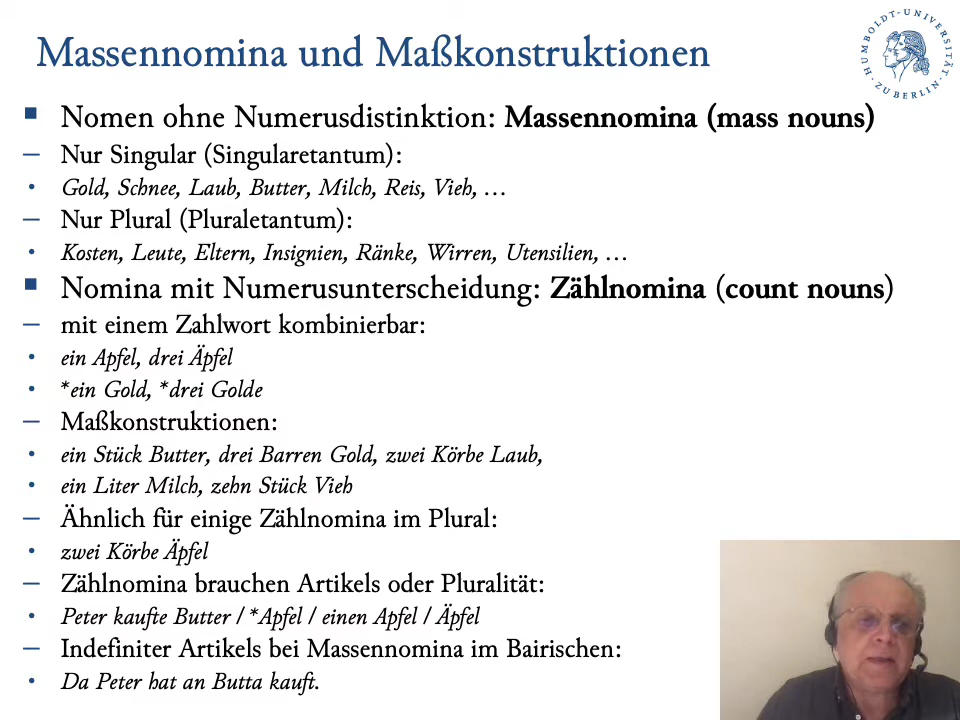 Massennomina und Maßkonstruktionen
HUMBOLDT-UNIVERSITÄT ZU BERLIN
Nomen ohne Numerusdistinktion: Massennomina (mass nouns)
– Nur Singular (Singularetantum):
• Gold, Schnee, Laub, Butter, Milch, Reis, Vieh, …
– Nur Plural (Pluraletantum):
• Kosten, Leute, Eltern, Insignien, Ränke, Wirren, Utensilien, …
Nomina mit Numerusunterscheidung: Zählnomina (count nouns)
– mit einem Zahlwort kombinierbar:
• ein Apfel, drei Äpfel
• *ein Gold, *drei Golde
– Maßkonstruktionen:
• ein Stück Butter, drei Barren Gold, zwei Körbe Laub,
• ein Liter Milch, zehn Stück Vieh
– Ähnlich für einige Zählnomina im Plural:
• zwei Körbe Äpfel
– Zählnomina brauchen Artikels oder Pluralität:
• Peter kaufte Butter / *Apfel / einen Apfel / Äpfel
– Indefiniter Artikels bei Massennomina im Bairischen:
• Da Peter hat an Butta kauft.